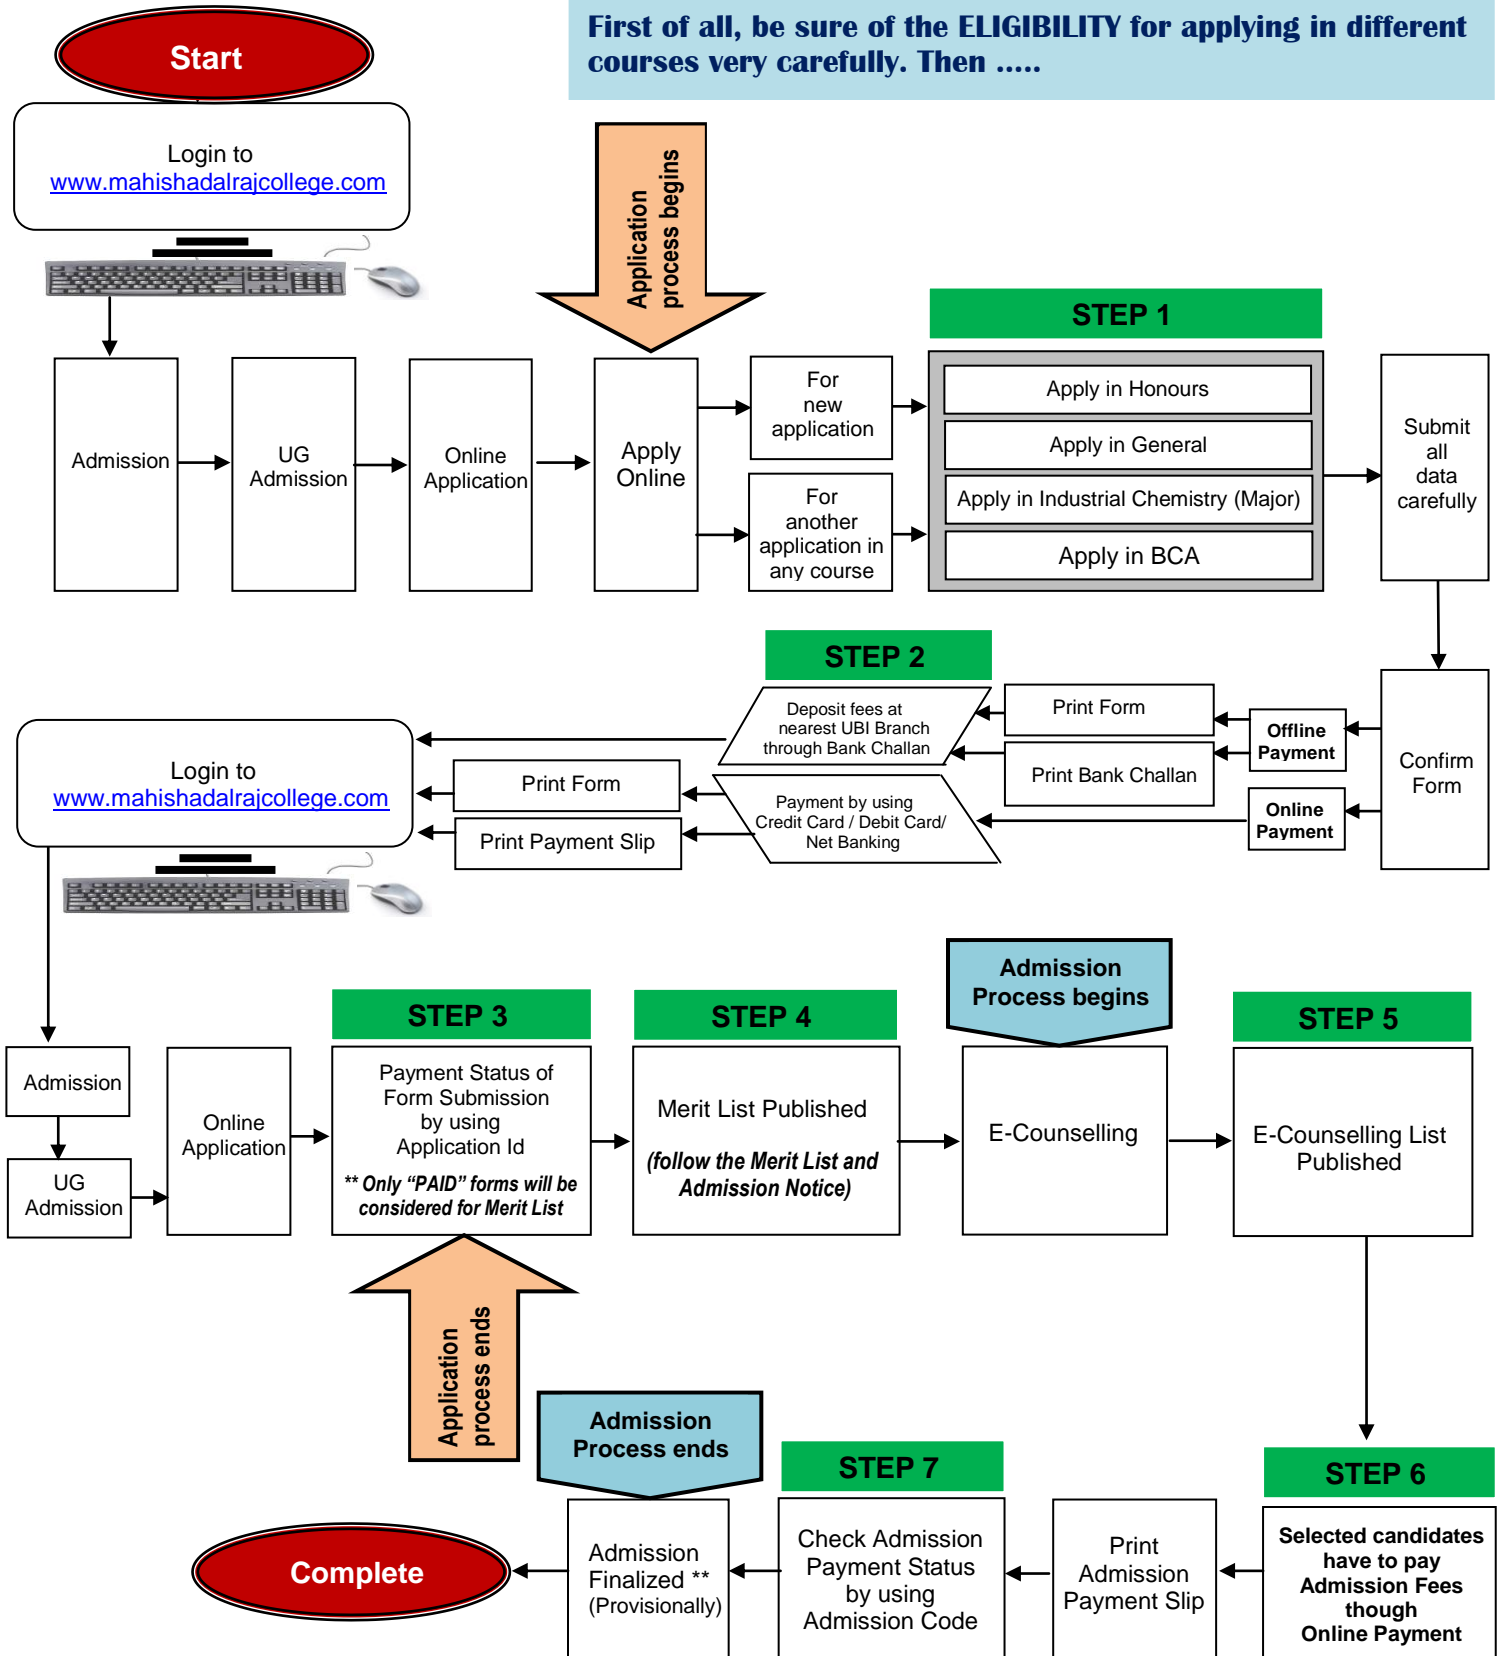 First of all, be sure of the ELIGIBILITY for applying in different
courses very carefully. Then .....
Start
Login to
www.mahishadalrajcollege.com
Application
process begins
STEP 1
Admission
UG
Admission
Online
Application
Apply
Online
For
new
application
For
another
application in
any course
Apply in Honours
Apply in General
Apply in Industrial Chemistry (Major)
Apply in BCA
Submit
all
data
carefully
STEP 2
Confirm
Form
Offline
Payment
Online
Payment
Print Form
Print Bank Challan
Deposit fees at
nearest UBI Branch
through Bank Challan
Payment by using
Credit Card / Debit Card/
Net Banking
Print Form
Print Payment Slip
Login to
www.mahishadalrajcollege.com
Admission
UG
Admission
Online
Application
STEP 3
Payment Status of
Form Submission
by using
Application Id
** Only “PAID” forms will be
considered for Merit List
Application
process ends
STEP 4
Merit List Published
(follow the Merit List and
Admission Notice)
Admission
Process begins
E-Counselling
STEP 5
E-Counselling List
Published
STEP 6
Selected candidates
have to pay
Admission Fees
though
Online Payment
Print
Admission
Payment Slip
STEP 7
Check Admission
Payment Status
by using
Admission Code
Admission
Process ends
Admission
Finalized **
(Provisionally)
Complete